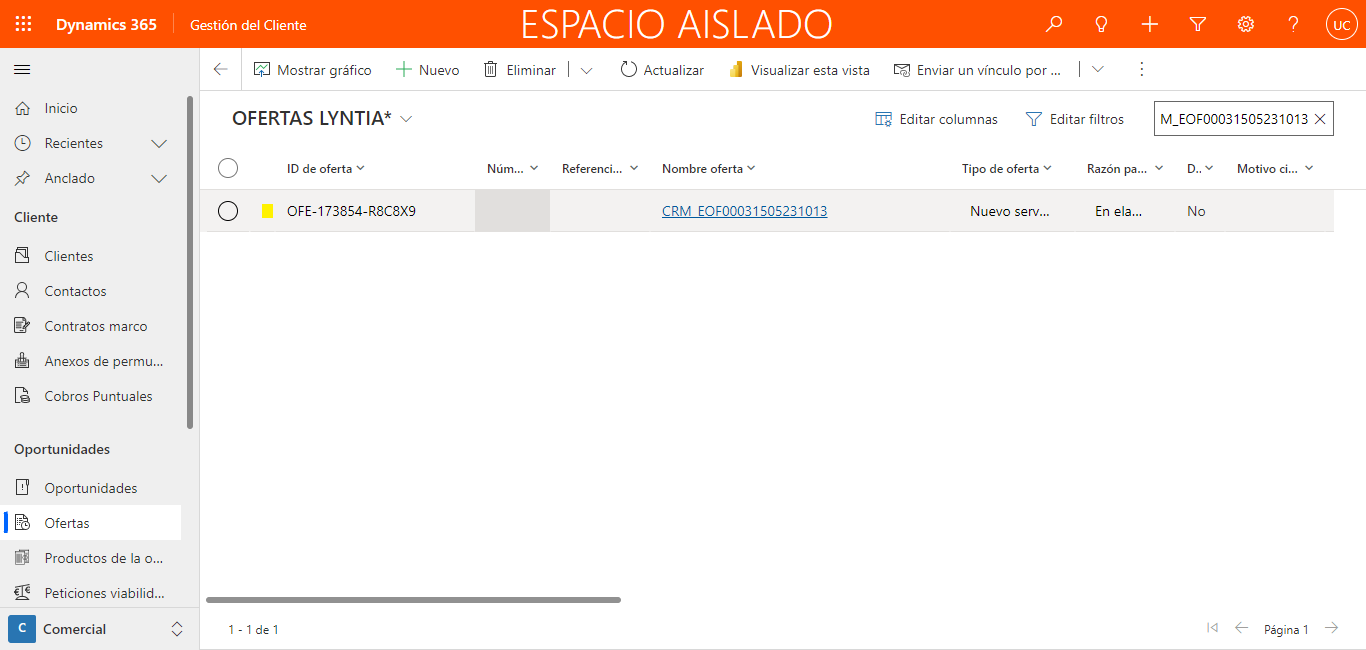 Dynamics 365 Gestión del Cliente ESPACIO AISLADO ? UC
Mostrar gráfico Nuevo Eliminar Actualizar Visualizar esta vista Enviar un vínculo por ...
Inicio
Recientes
Anclado
Cliente
Clientes
Contactos
Contratos marco
Anexos de permu...
Cobros Puntuales
Oportunidades
Oportunidades
Ofertas
Productos de la o...
Peticiones viabilid...
C Comercial
OFERTAS LYNTIA* Editar columnas Editar filtros M_EOF00031505231013
ID de oferta Núm... Referenci... Nombre oferta Tipo de oferta Razón pa... D.. Motivo ci...
OFE-173854-R8C8X9 CRM_EOF00031505231013 Nuevo serv... En ela... No
1 - 1 de 1 Página 1